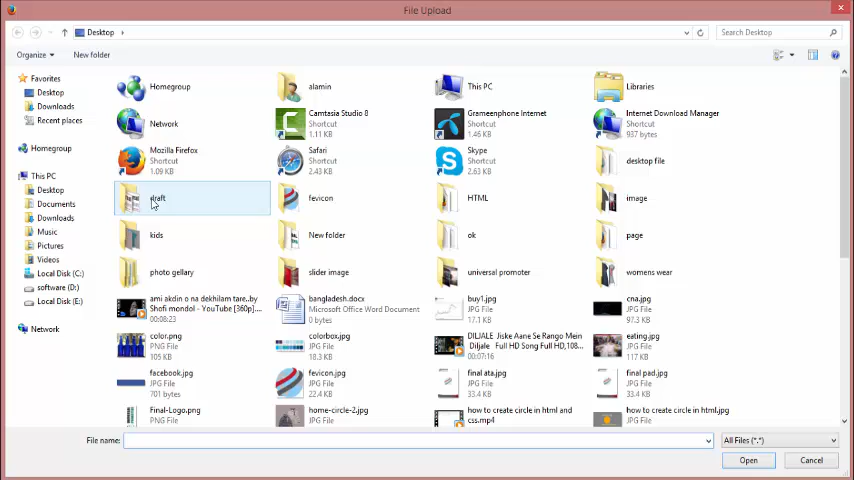 File Upload
Desktop
Search Desktop
Organize
New folder
Favorites
Desktop
Downloads
Recent places
Homegroup
This PC
Desktop
Documents
Downloads
Music
Pictures
Videos
Local Disk (C:)
software (D:)
Local Disk (E:)
Network
Homegroup
alamin
This PC
Libraries
Network
Camtasia Studio 8
Shortcut
1.11 KB
Grameenphone Internet
Shortcut
1.46 KB
Internet Download Manager
Shortcut
937 bytes
Mozilla Firefox
Shortcut
1.09 KB
Safari
Shortcut
2.43 KB
Skype
Shortcut
2.63 KB
desktop file
draft
fevicon
HTML
image
kids
New folder
ok
page
photo gellary
slider image
universal promoter
womens wear
ami akdin o na dekhilam tare..by
Shofi mondol - YouTube [360p]....
00:08:23
bangladesh.docx
Microsoft Office Word Document
0 bytes
buy1.jpg
JPG File
17.1 KB
cna.jpg
JPG File
97.3 KB
color.png
PNG File
105 KB
colorbox.jpg
JPG File
18.3 KB
DILJALE Jiske Aane Se Rango Mein
Diljale Full HD Song Full HD,108...
00:07:16
eating.jpg
JPG File
117 KB
facebook.jpg
JPG File
701 bytes
fevicon.jpg
JPG File
22.4 KB
final ata.jpg
JPG File
33.4 KB
final pad.jpg
JPG File
33.4 KB
Final-Logo.png
PNG File
home-circle-2.jpg
JPG File
how to create circle in html and
css.mp4
how to create circle in html.jpg
JPG File
File name:
All Files (*.*)
Open
Cancel